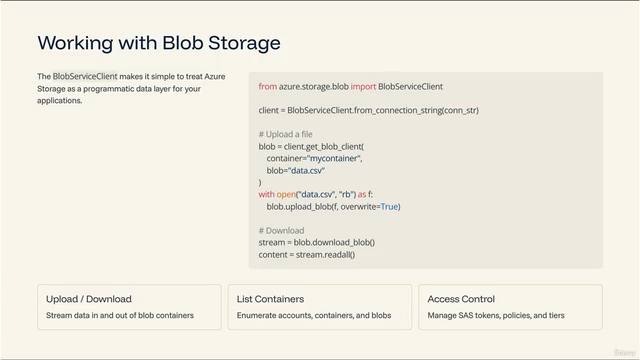 Working with Blob Storage
The BlobServiceClient makes it simple to treat Azure
Storage as a programmatic data layer for your
applications.
from azure.storage.blob import BlobServiceClient
client = BlobServiceClient.from_connection_string(conn_str)
# Upload a file
blob = client.get_blob_client(
container="mycontainer",
blob="data.csv"
)
with open("data.csv", "rb") as f:
blob.upload_blob(f, overwrite=True)
# Download
stream = blob.download_blob()
content = stream.readall()
Upload / Download
Stream data in and out of blob containers
List Containers
Enumerate accounts, containers, and blobs
Access Control
Manage SAS tokens, policies, and tiers
Udemy